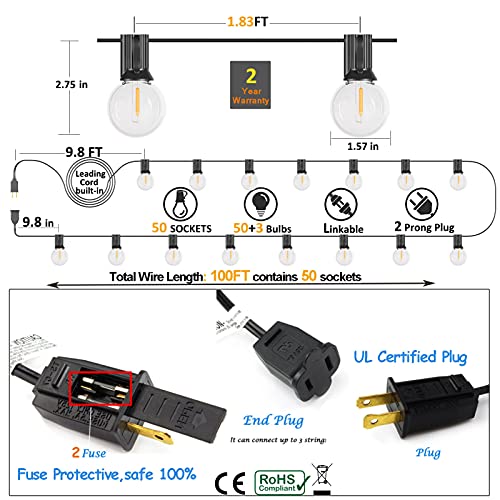 1.83FT
2.75 in
2
Year
Warranty
1.57 in
9.8 FT
Leading
Cord
built-in
9.8 in
50 SOCKETS
50+3 Bulbs
Linkable
2 Prong Plug
Total Wire Length: 100FT contains 50 sockets
2 Fuse
Fuse Protective,safe 100%
End Plug
It can connect up to 3 strings
UL Certified Plug
Plug
CE
RoHS
Compliant